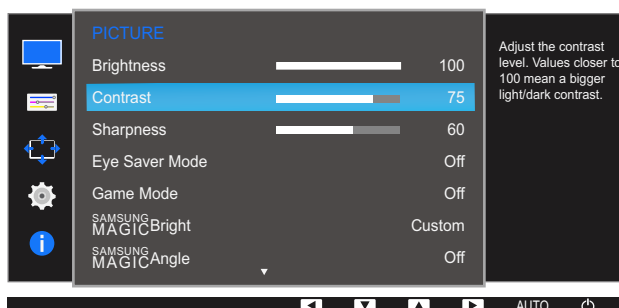 PICTURE
Brightness 100
Contrast 75
Sharpness 60
Eye Saver Mode Off
Game Mode Off
SAMSUNG MAGIC Bright Custom
SAMSUNG MAGIC Angle Off
Adjust the contrast
level. Values closer to
100 mean a bigger
light/dark contrast.
AUTO